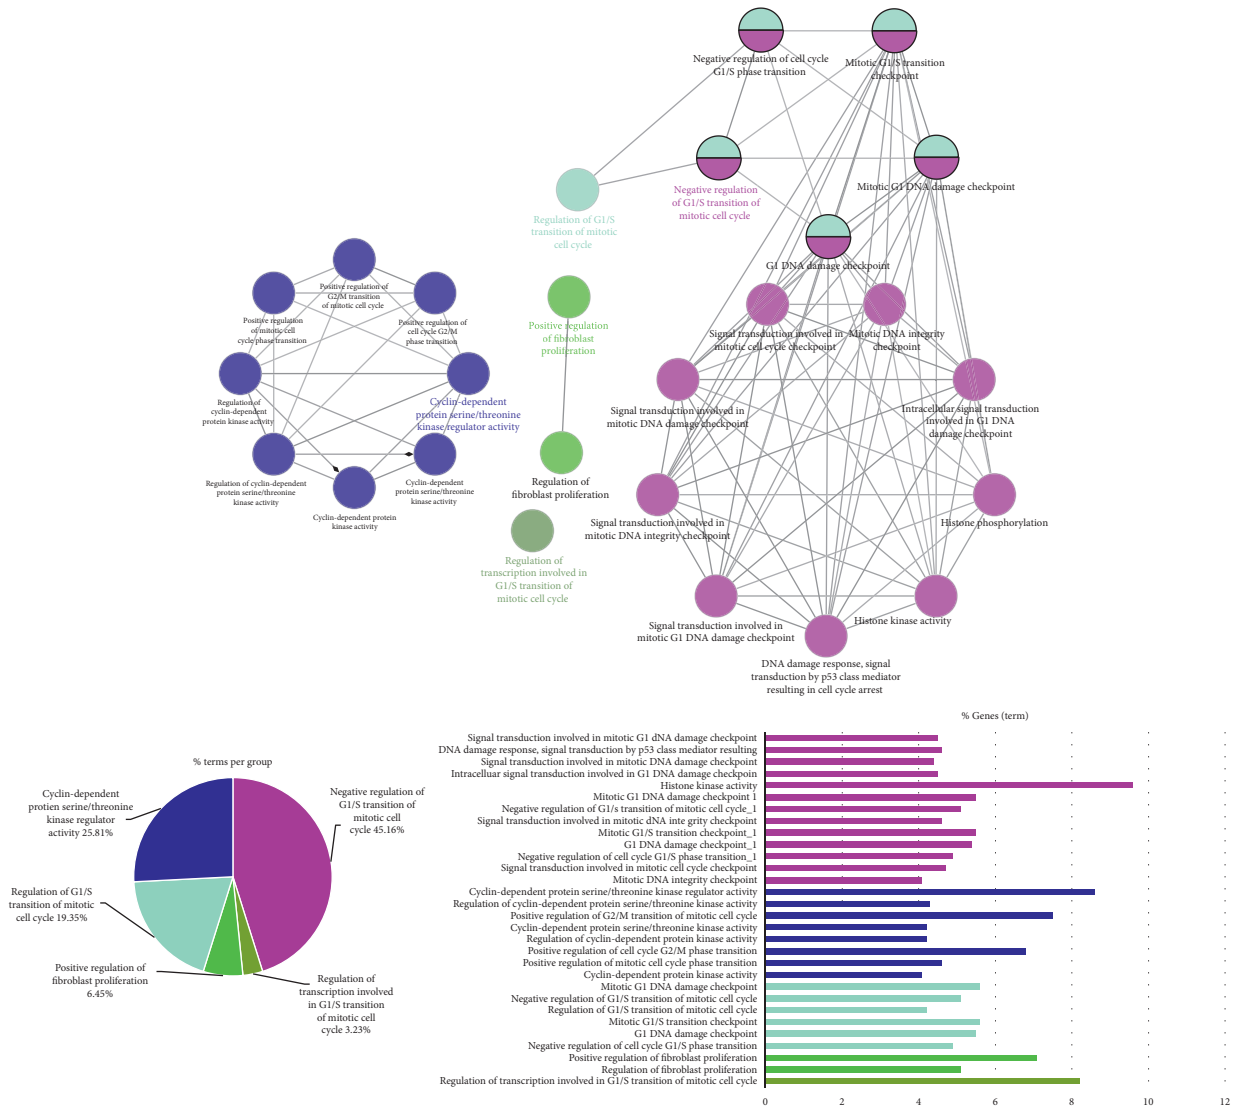 Negative regulation of cell cycle
G1/S phase transition
Mitotic G1/S transition
checkpoint
Negative regulation
of G1/S transition of
mitotic cell cycle
Mitotic G1 DNA damage checkpoint
Regulation of G1/S
transition of mitotic
cell cycle
G1 DNA damage checkpoint
Positive regulation of
G2/M transition
of mitotic cell cycle
Positive regulation
of mitotic cell
cycle phase transition
Positive regulation of
cell cycle G2/M
phase transition
Positive regulation
of fibroblast
proliferation
Signal transduction involved in
mitotic cell cycle checkpoint
Mitotic DNA integrity
checkpoint
Regulation of
cyclin-dependent
protein kinase activity
Cyclin-dependent
protein serine/threonine
kinase regulator activity
Signal transduction involved in
mitotic DNA damage checkpoint
Intracellular signal transduction
involved in G1 DNA
damage checkpoint
Regulation of cyclin-dependent
protein serine/threonine
kinase activity
Cyclin-dependent
protein serine/threonine
kinase activity
Cyclin-dependent protein
kinase activity
Regulation of
fibroblast proliferation
Signal transduction involved in
mitotic DNA integrity checkpoint
Histone phosphorylation
Regulation of
transcription involved in
G1/S transition of
mitotic cell cycle
Signal transduction involved in
mitotic G1 DNA damage checkpoint
Histone kinase activity
DNA damage response, signal
transduction by p53 class mediator
resulting in cell cycle arrest
% terms per group
Cyclin-dependent
protien serine/threonine
kinase regulator
activity 25.81%
Negative regulation of
G1/S transition of
mitotic cell
cycle 45.16%
Regulation of G1/S
transition of mitotic
cell cycle 19.35%
Positive regulation of
fibroblast proliferation
6.45%
Regulation of
transcription involved
in G1/S transition
of mitotic cell
cycle 3.23%
% Genes (term)
Signal transduction involved in mitotic G1 dNA damage checkpoint
DNA damage response, signal transduction by p53 class mediator resulting
Signal transduction involved in mitotic DNA damage checkpoint
Intracelluar signal transduction involved in G1 DNA damage checkpoin
Histone kinase activity
Mitotic G1 DNA damage checkpoint 1
Negative regulation of G1/s transition of mitotic cell cycle_1
Signal transduction involved in mitotic dNA inte grity checkpoint
Mitotic G1/S transition checkpoint_1
G1 DNA damage checkpoint_1
Negative regulation of cell cycle G1/S phase transition_1
Signal transduction involved in mitotic cell cycle checkpoint
Mitotic DNA integrity checkpoint
Cyclin-dependent protein serine/threonine kinase regulator activity
Regulation of cyclin-dependent protein serine/threonine kinase activity
Positive regulation of G2/M transition of mitotic cell cycle
Cyclin-dependent protein serine/threonine kinase activity
Regulation of cyclin-dependent protein kinase activity
Positive regulation of cell cycle G2/M phase transition
Positive regulation of mitotic cell cycle phase transition
Cyclin-dependent protein kinase activity
Mitotic G1 DNA damage checkpoint
Negative regulation of G1/S transition of mitotic cell cycle
Regulation of G1/S transition of mitotic cell cycle
Mitotic G1/S transition checkpoint
G1 DNA damage checkpoint
Negative regulation of cell cycle G1/S phase transition
Positive regulation of fibroblast proliferation
Regulation of fibroblast proliferation
Regulation of transcription involved in G1/S transition of mitotic cell cycle
0 2 4 6 8 10 12